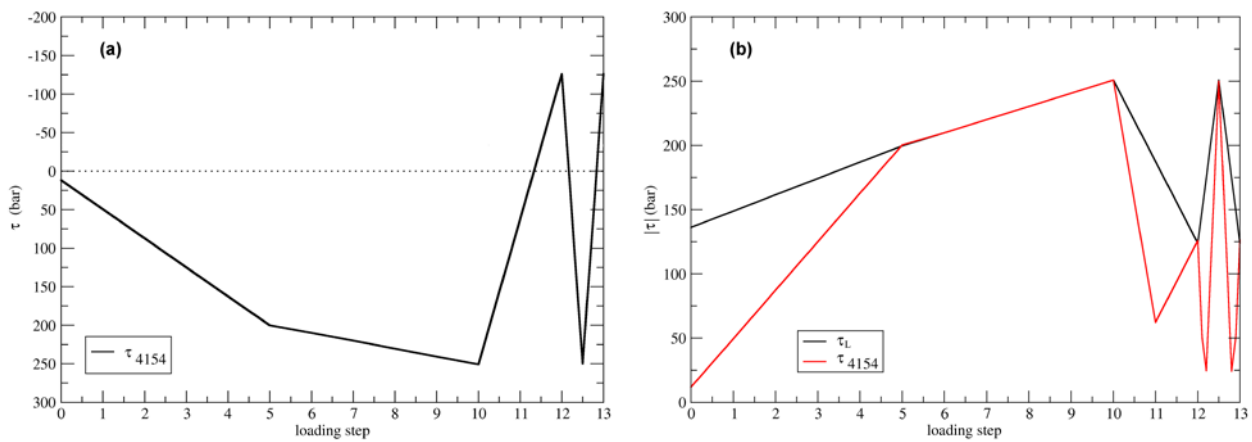 (a)
-200
-150
-100
-50
0
50
100
150
200
250
300
τ (bar)
0 1 2 3 4 5 6 7 8 9 10 11 12 13
loading step
τ 4154
(b)
300
250
200
150
100
50
0
|τ| (bar)
0 1 2 3 4 5 6 7 8 9 10 11 12 13
loading step
τL
τ 4154